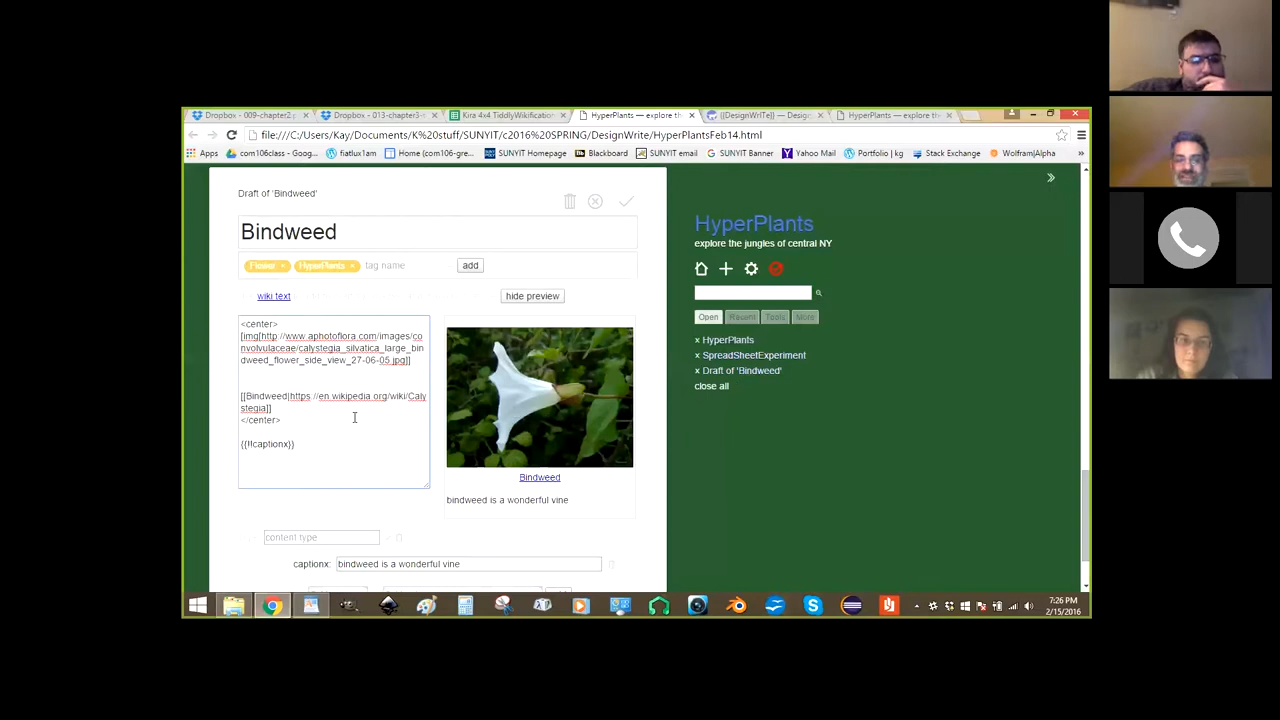 Dropbox - 009-chapter2.p
Dropbox - 013-chapter3-
Kira 4x4 TiddlyWikification
HyperPlants — explore th
{{DesignWrITe}} — Desig
HyperPlants — explore th
file:///C:/Users/Kay/Documents/K%20stuff/SUNYIT/c2016%20SPRING/DesignWrite/HyperPlantsFeb14.html
Apps
com106class - Google
fiatlux1am
Home (com106-gre...
SUNYIT Homepage
Blackboard
SUNYIT email
SUNYIT Banner
Yahoo Mail
Portfolio | kg
Stack Exchange
Wolfram|Alpha
Draft of 'Bindweed'
Bindweed
Flower ×
HyperPlants ×
tag name
add
wiki text
hide preview
<center>
[img[http://www.aphotoflora.com/images/co
nvolvulaceae/calystegia_silvatica_large_bin
dweed_flower_side_view_27-06-05.jpg]]
[[Bindweed|https://en.wikipedia.org/wiki/Caly
stegia]]
</center>
{{!!captionx}}
Bindweed
bindweed is a wonderful vine
content type
captionx:
bindweed is a wonderful vine
HyperPlants
explore the jungles of central NY
Open
Recent
Tools
More
× HyperPlants
× SpreadSheetExperiment
× Draft of 'Bindweed'
close all
7:26 PM
2/15/2016